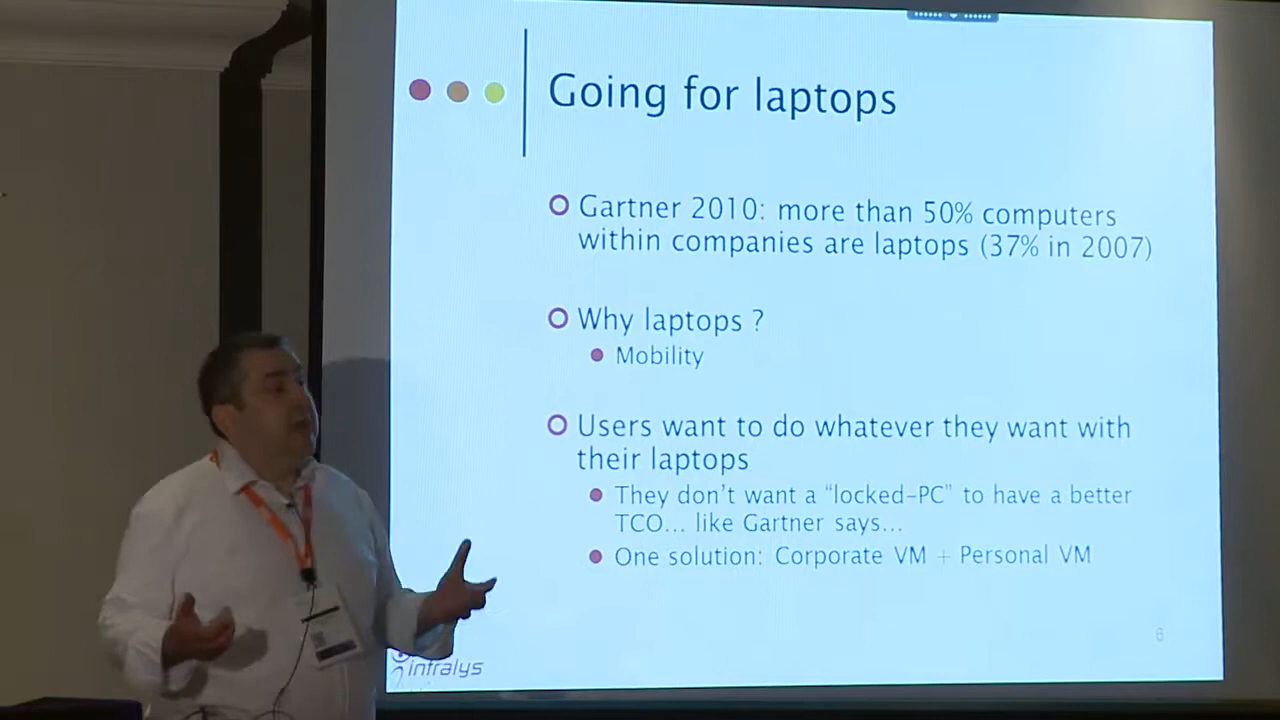 Going for laptops
Gartner 2010: more than 50% computers
within companies are laptops (37% in 2007)
Why laptops ?
Mobility
Users want to do whatever they want with
their laptops
They don't want a “locked-PC” to have a better
TCO... like Gartner says...
One solution: Corporate VM + Personal VM
6
infralys